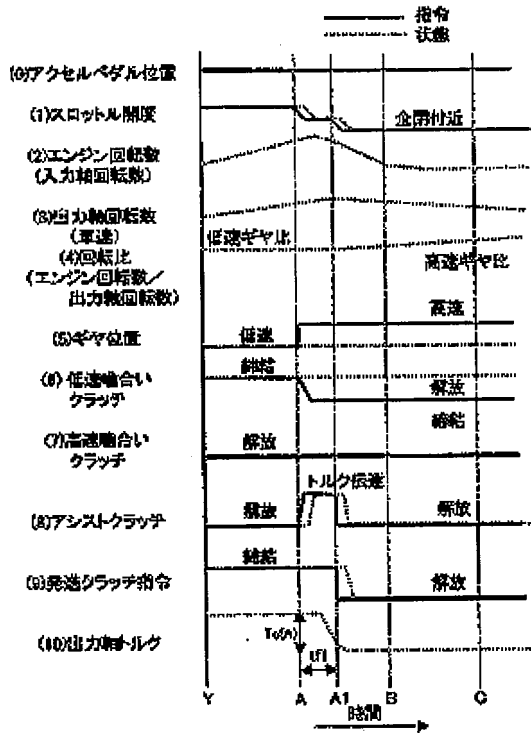 指令
状態
(0)アクセルペダル位置
(1)スロットル開度
全閉付近
(2)エンジン回転数
(入力軸回転数)
(3)出力軸回転数
(車速)
低速ギヤ比
(4)回転比
(エンジン回転数/
出力軸回転数)
高速ギヤ比
高速
(5)ギヤ位置
低速
締結
(6)低速噛合い
クラッチ
解放
締結
(7)高速噛合い
クラッチ
解放
トルク伝達
(8)アシストクラッチ
解放
解放
締結
(9)発進クラッチ指令
解放
(10)出力軸トルク
Y
A
A1
B
C
時間